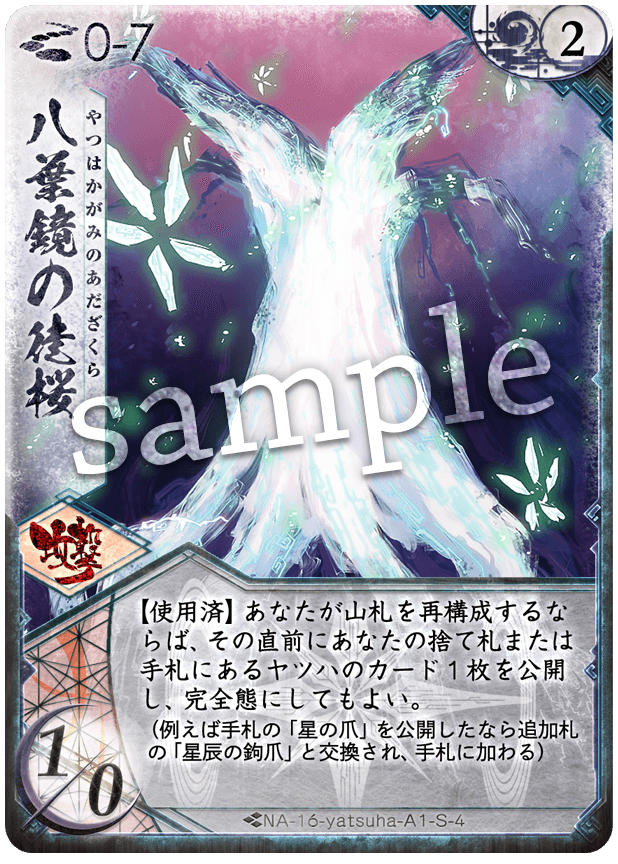 0-7
2
八葉鏡の徒桜
やつはかがみのあだざくら
sample
攻撃
【使用済】あなたが山札を再構成するな
らば、その直前にあなたの捨て札または
手札にあるヤツハのカード1枚を公開
し、完全態にしてもよい。
（例えば手札の「星の爪」を公開したなら追加札
の「星辰の鉤爪」と交換され、手札に加わる）
1/0
NA-16-yatsuha-A1-S-4